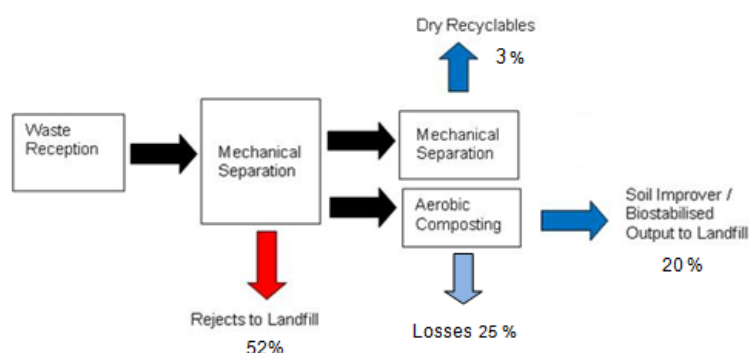 Dry Recyclables
3 %
Waste
Reception
Mechanical
Separation
Mechanical
Separation
Aerobic
Composting
Soil Improver /
Biostabilised
Output to Landfill
20 %
Rejects to Landfill
52%
Losses 25 %